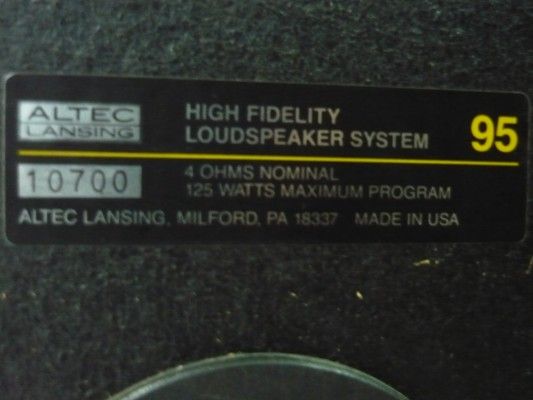 ALTEC
LANSING
HIGH FIDELITY
LOUDSPEAKER SYSTEM
95
10700
4 OHMS NOMINAL
125 WATTS MAXIMUM PROGRAM
ALTEC LANSING, MILFORD, PA 18337 MADE IN USA